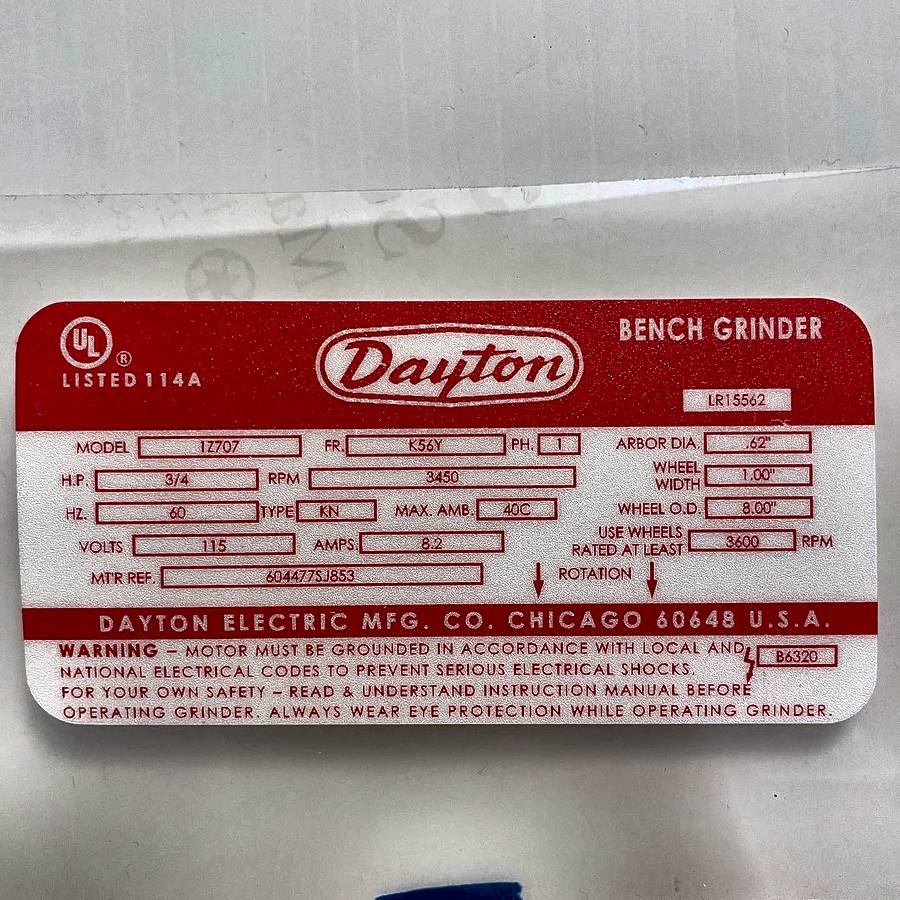 UL
®
LISTED 114A
Dayton
BENCH GRINDER
LR15562
MODEL 1Z707 FR. K56Y PH. 1 ARBOR DIA. .62"
H.P. 3/4 RPM 3450 WHEEL WIDTH 1.00"
HZ. 60 TYPE KN MAX. AMB. 40C WHEEL O.D. 8.00"
VOLTS 115 AMPS 8.2 USE WHEELS RATED AT LEAST 3600 RPM
MT'R REF. 604477SJ853 ROTATION
DAYTON ELECTRIC MFG. CO. CHICAGO 60648 U.S.A.
WARNING – MOTOR MUST BE GROUNDED IN ACCORDANCE WITH LOCAL AND
B6320
NATIONAL ELECTRICAL CODES TO PREVENT SERIOUS ELECTRICAL SHOCKS.
FOR YOUR OWN SAFETY – READ & UNDERSTAND INSTRUCTION MANUAL BEFORE
OPERATING GRINDER. ALWAYS WEAR EYE PROTECTION WHILE OPERATING GRINDER.